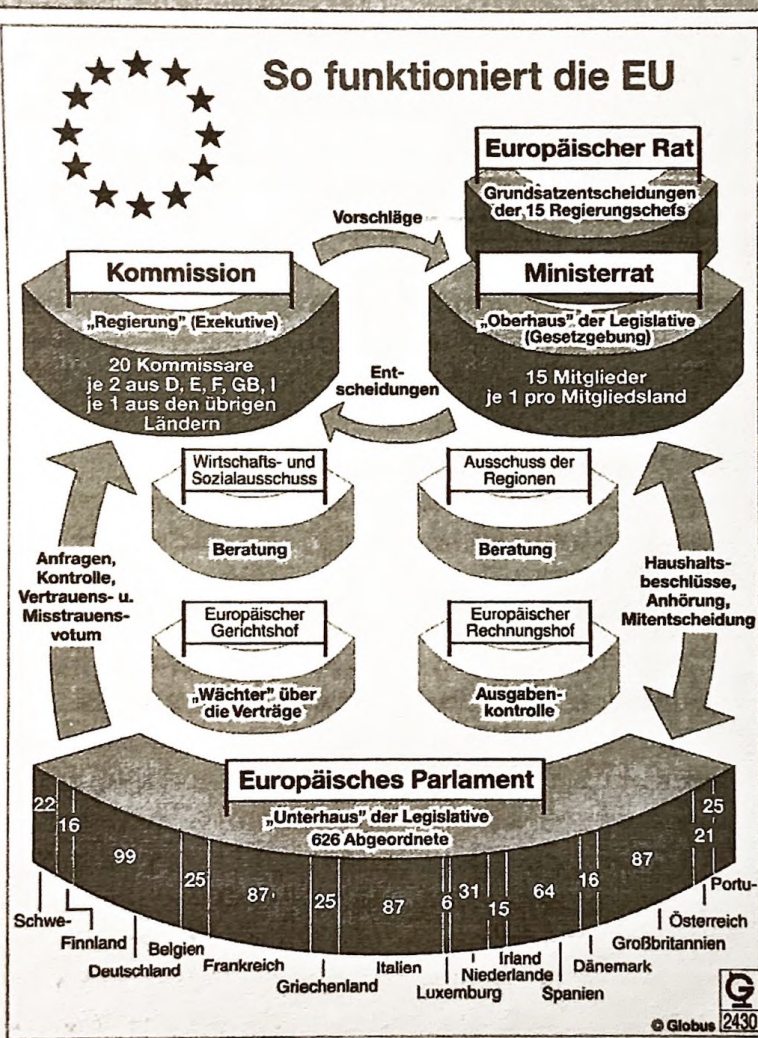 So funktioniert die EU
Europäischer Rat
Grundsatzentscheidungen
der 15 Regierungschefs
Vorschläge
Kommission
„Regierung" (Exekutive)
20 Kommissare
je 2 aus D, E, F, GB, I
je 1 aus den übrigen
Ländern
Ministerrat
„Oberhaus" der Legislative
(Gesetzgebung)
15 Mitglieder
je 1 pro Mitgliedsland
Ent-
scheidungen
Wirtschafts- und
Sozialausschuss
Beratung
Ausschuss der
Regionen
Beratung
Anfragen,
Kontrolle,
Vertrauens- u.
Misstrauens-
votum
Haushalts-
beschlüsse,
Anhörung,
Mitentscheidung
Europäischer
Gerichtshof
„Wächter" über
die Verträge
Europäischer
Rechnungshof
Ausgaben-
kontrolle
Europäisches Parlament
„Unterhaus" der Legislative
626 Abgeordnete
22
16
99
25
87
25
87
6
31
15
64
16
87
21
25
Schwe-
Finnland
Deutschland
Belgien
Frankreich
Griechenland
Italien
Luxemburg
Niederlande
Irland
Spanien
Dänemark
Großbritannien
Österreich
Portu-
G
© Globus 2430